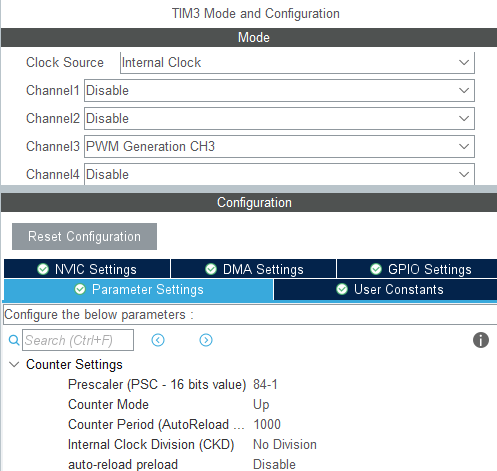 TIM3 Mode and Configuration
Mode
Clock Source Internal Clock
Channel1 Disable
Channel2 Disable
Channel3 PWM Generation CH3
Channel4 Disable
Configuration
Reset Configuration
NVIC Settings DMA Settings GPIO Settings
Parameter Settings User Constants
Configure the below parameters :
Search (Ctrl+F)
Counter Settings
Prescaler (PSC - 16 bits value) 84-1
Counter Mode Up
Counter Period (AutoReload ... 1000
Internal Clock Division (CKD) No Division
auto-reload preload Disable